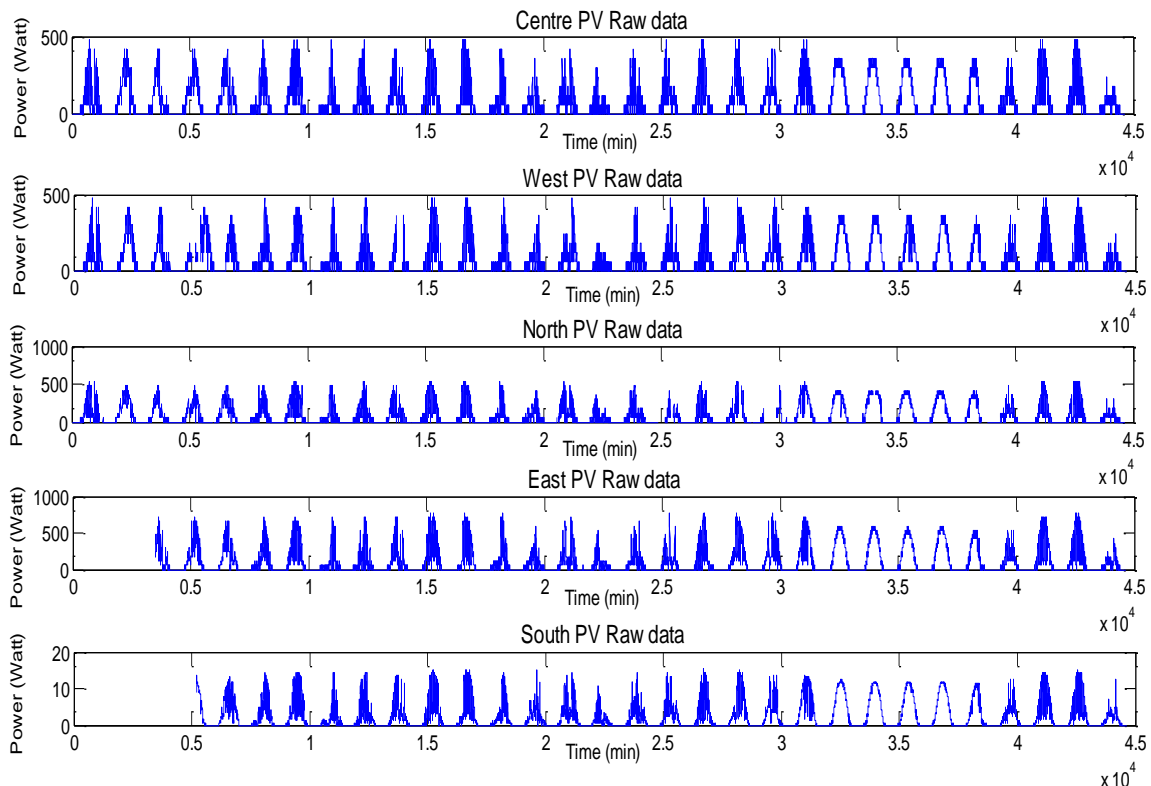 Centre PV Raw data
Power (Watt)
500
0
0 0.5 1 1.5 2 2.5 3 3.5 4 4.5
Time (min)
x 10^4
West PV Raw data
Power (Watt)
500
0
0 0.5 1 1.5 2 2.5 3 3.5 4 4.5
Time (min)
x 10^4
North PV Raw data
Power (Watt)
1000
500
0
0 0.5 1 1.5 2 2.5 3 3.5 4 4.5
Time (min)
x 10^4
East PV Raw data
Power (Watt)
1000
500
0
0 0.5 1 1.5 2 2.5 3 3.5 4 4.5
Time (min)
x 10^4
South PV Raw data
Power (Watt)
20
10
0
0 0.5 1 1.5 2 2.5 3 3.5 4 4.5
Time (min)
x 10^4